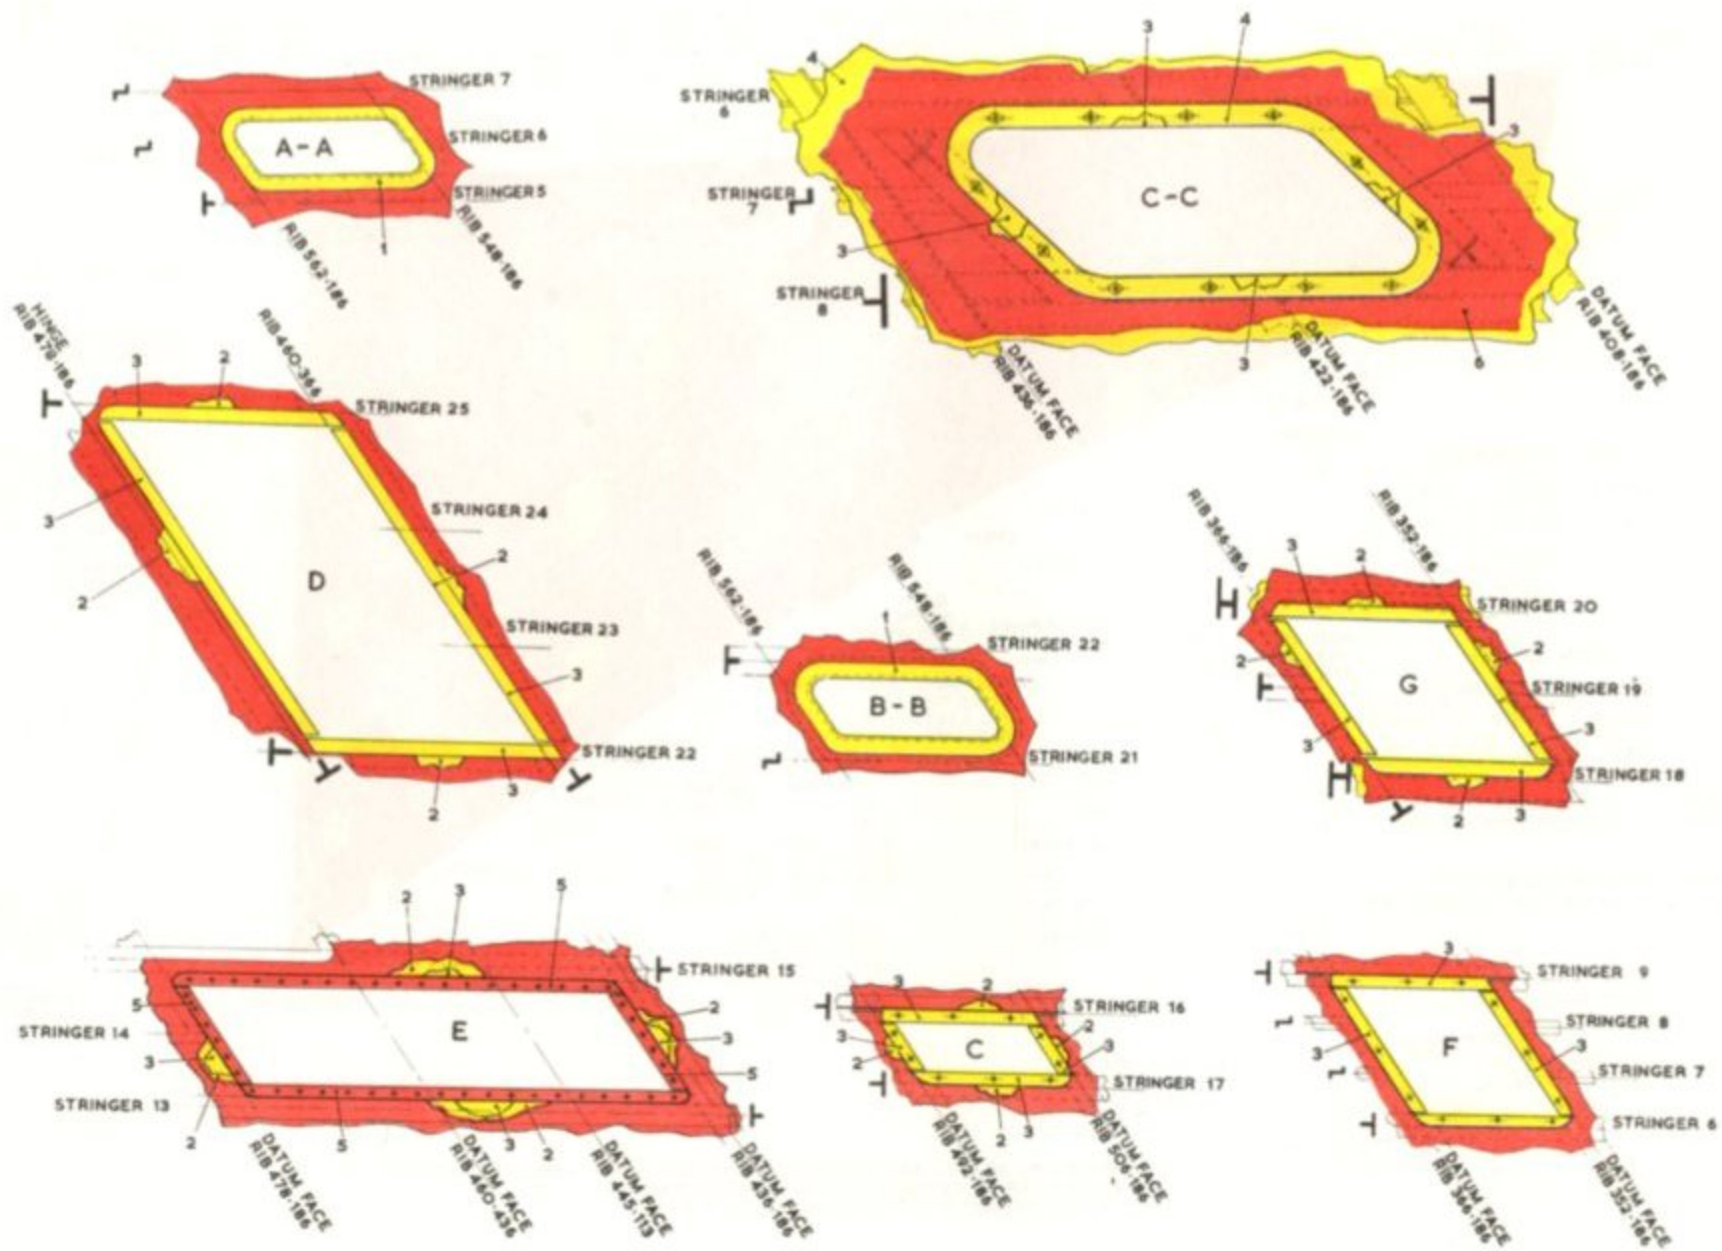 STRINGER 7
STRINGER 6
STRINGER 5
A-A
RIB 562·186
RIB 548·186
1
3
4
4
STRINGER
6
STRINGER
7
STRINGER
8
C-C
3
3
3
6
DATUM FACE
RIB 436·186
DATUM FACE
RIB 422·186
DATUM FACE
RIB 408·186
HINGE
RIB 478·186
RIB 460·366
3
2
STRINGER 25
STRINGER 24
3
2
2
D
STRINGER 23
3
STRINGER 22
2
3
RIB 562·186
RIB 548·186
1
STRINGER 22
B-B
STRINGER 21
RIB 366·186
RIB 352·186
3
2
STRINGER 20
2
2
G
STRINGER 19
3
3
STRINGER 18
2
3
2
3
5
STRINGER 15
5
2
STRINGER 14
E
3
3
5
STRINGER 13
2
5
3
2
DATUM FACE
RIB 478·186
DATUM FACE
RIB 460·436
DATUM FACE
RIB 445·113
DATUM FACE
RIB 436·186
3
2
STRINGER 16
3
2
C
2
3
STRINGER 17
2
3
DATUM FACE
RIB 492·186
DATUM FACE
RIB 506·186
3
STRINGER 9
STRINGER 8
3
F
3
STRINGER 7
STRINGER 6
DATUM FACE
RIB 366·186
DATUM FACE
RIB 352·186